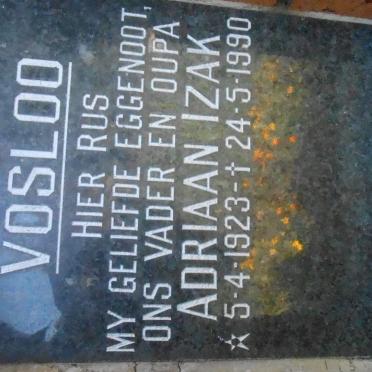 VOSLOO
HIER RUS
MY GELIEFDE EGGENOOT,
ONS VADER EN OUPA
ADRIAAN IZAK
☆ 5-4-1923-† 24-5-1990